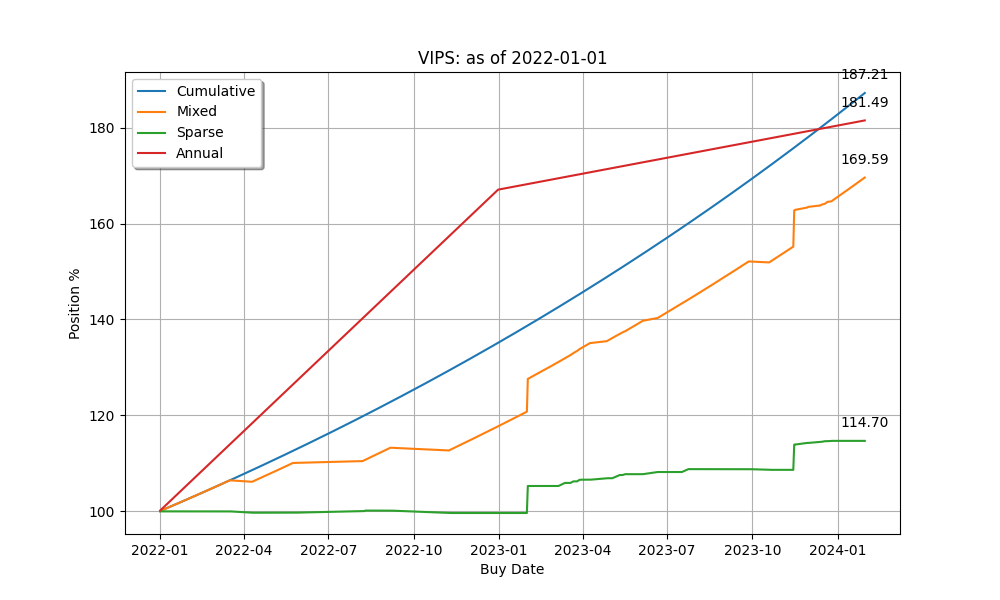 VIPS: as of 2022-01-01
187.21
Cumulative
Mixed
Sparse
Annual
181.49
169.59
114.70
180
160
140
120
100
Position %
2022-01 2022-04 2022-07 2022-10 2023-01 2023-04 2023-07 2023-10 2024-01
Buy Date